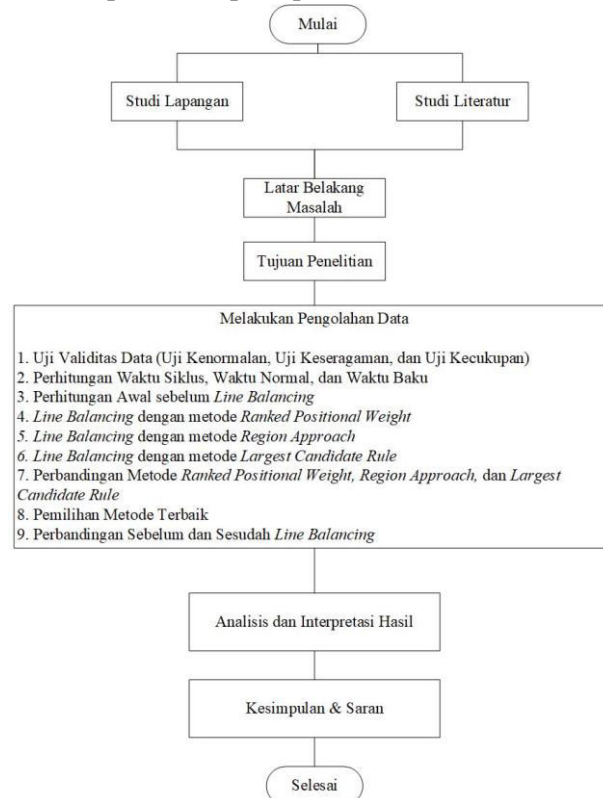 Mulai
Studi Lapangan
Studi Literatur
Latar Belakang
Masalah
Tujuan Penelitian
Melakukan Pengolahan Data
1. Uji Validitas Data (Uji Kenormalan, Uji Keseragaman, dan Uji Kecukupan)
2. Perhitungan Waktu Siklus, Waktu Normal, dan Waktu Baku
3. Perhitungan Awal sebelum Line Balancing
4. Line Balancing dengan metode Ranked Positional Weight
5. Line Balancing dengan metode Region Approach
6. Line Balancing dengan metode Largest Candidate Rule
7. Perbandingan Metode Ranked Positional Weight, Region Approach, dan Largest
Candidate Rule
8. Pemilihan Metode Terbaik
9. Perbandingan Sebelum dan Sesudah Line Balancing
Analisis dan Interpretasi Hasil
Kesimpulan & Saran
Selesai